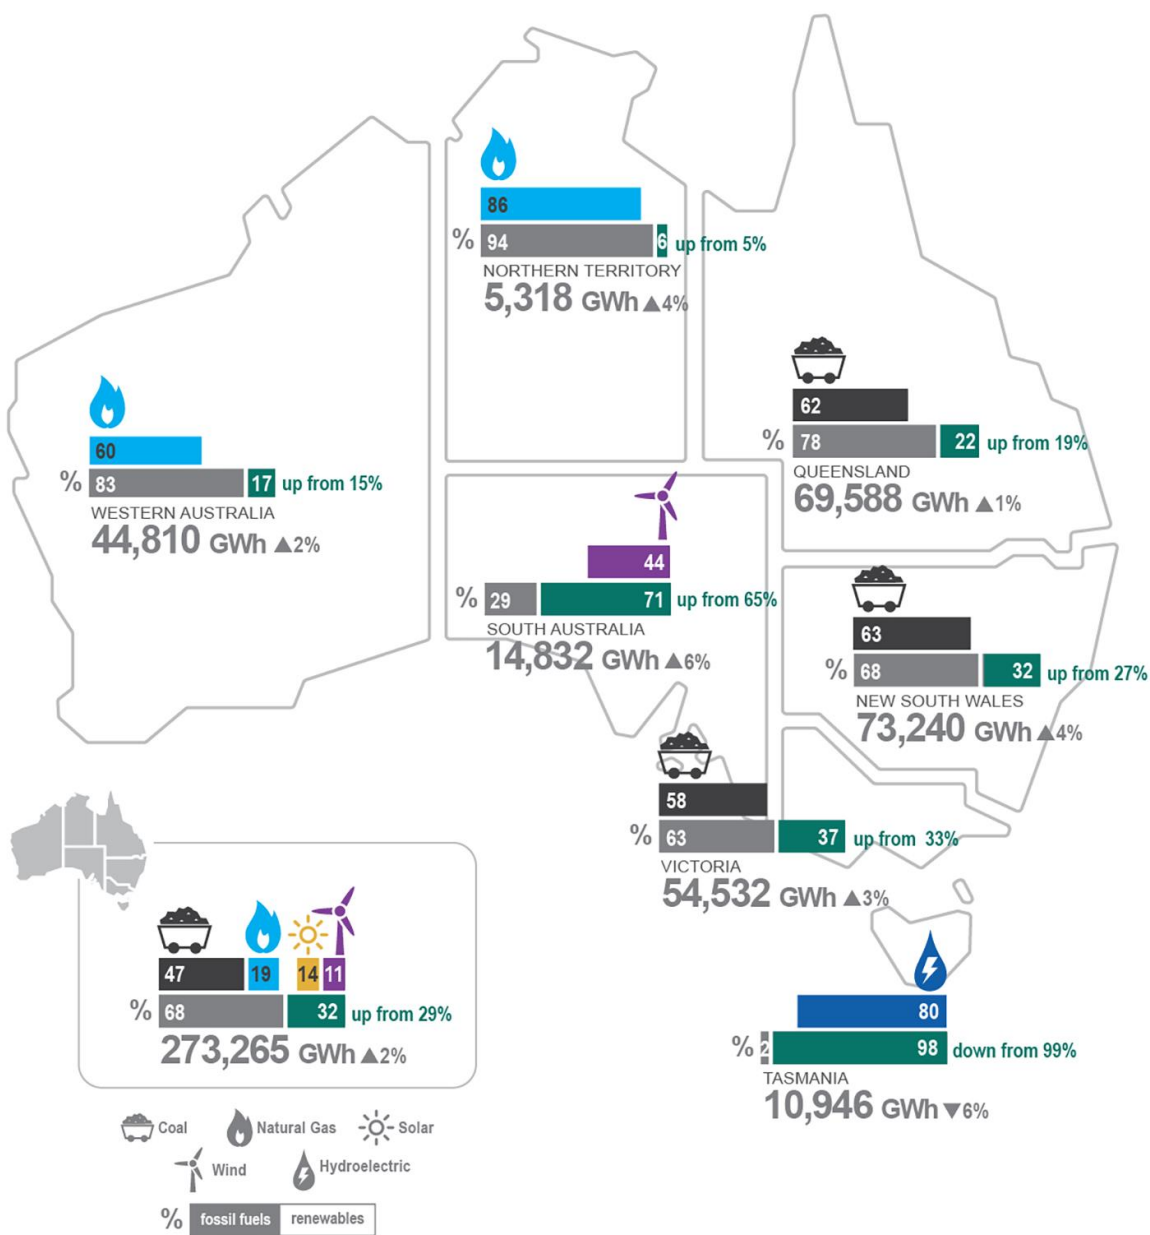 86
% 94 6 up from 5%
NORTHERN TERRITORY
5,318 GWh ▲4%
62
% 78 22 up from 19%
QUEENSLAND
69,588 GWh ▲1%
60
% 83 17 up from 15%
WESTERN AUSTRALIA
44,810 GWh ▲2%
44
% 29 71 up from 65%
SOUTH AUSTRALIA
14,832 GWh ▲6%
63
% 68 32 up from 27%
NEW SOUTH WALES
73,240 GWh ▲4%
58
% 63 37 up from 33%
VICTORIA
54,532 GWh ▲3%
47 19 14 11
% 68 32 up from 29%
273,265 GWh ▲2%
80
% 2 98 down from 99%
TASMANIA
10,946 GWh ▼6%
Coal Natural Gas Solar
Wind Hydroelectric
% fossil fuels renewables